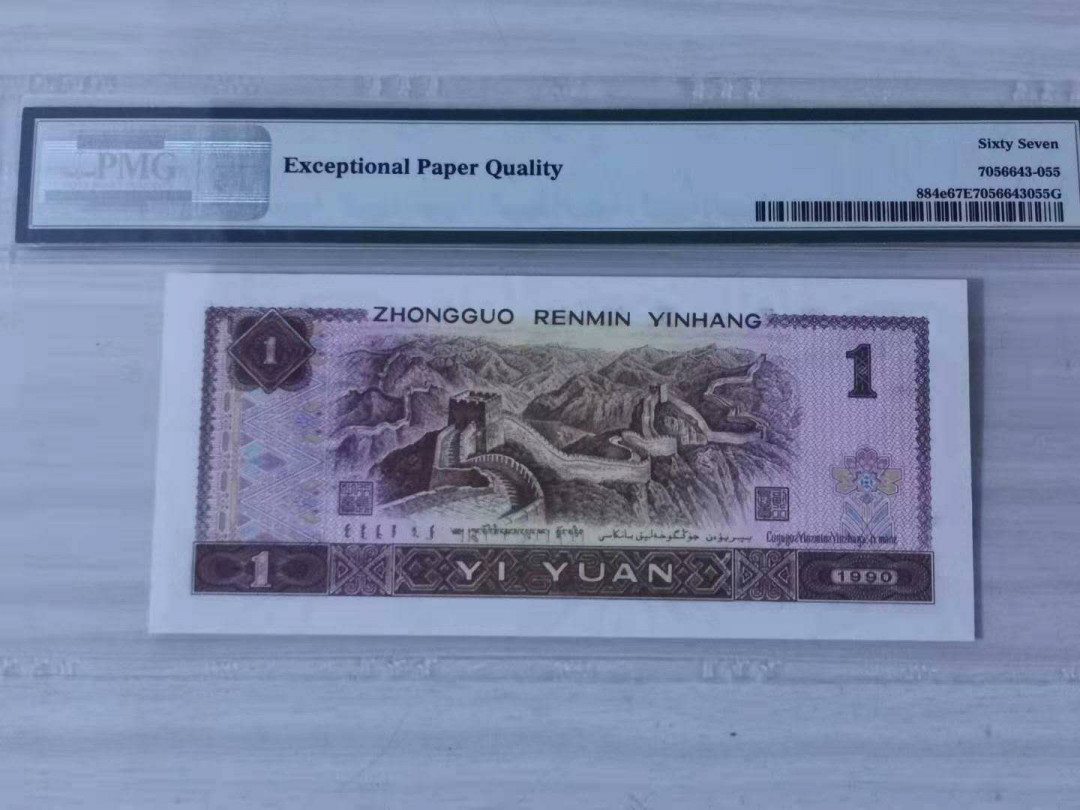 PMG
Exceptional Paper Quality
Sixty Seven
7056643-055
884e67E7056643055G
ZHONGGUO RENMIN YINHANG
1
1
1
YI YUAN
1990